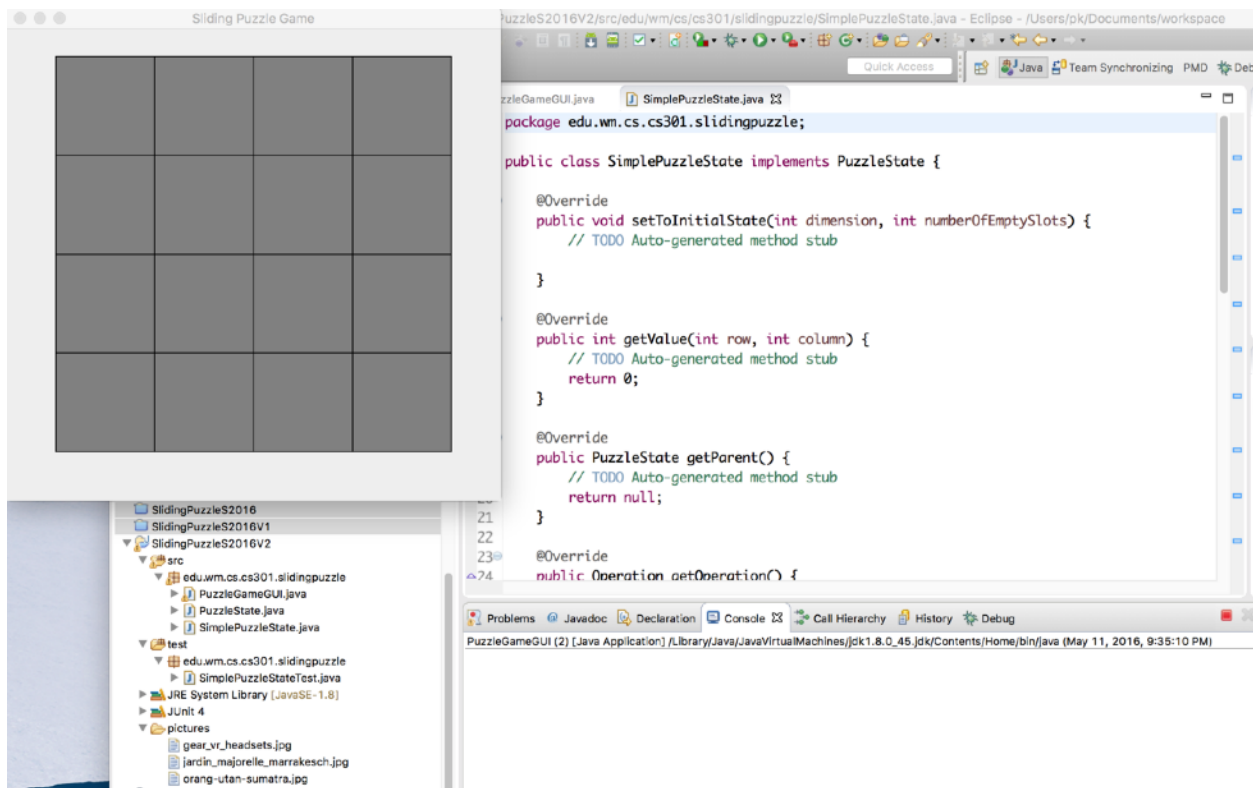 Sliding Puzzle Game
PuzzleS2016V2/src/edu/wm/cs/cs301/slidingpuzzle/SimplePuzzleState.java - Eclipse - /Users/pk/Documents/workspace
Quick Access
Java
Team Synchronizing
PMD
Deb
zzleGameGUI.java
SimplePuzzleState.java
package edu.wm.cs.cs301.slidingpuzzle;
public class SimplePuzzleState implements PuzzleState {
@Override
public void setToInitialState(int dimension, int numberOfEmptySlots) {
// TODO Auto-generated method stub
}
@Override
public int getValue(int row, int column) {
// TODO Auto-generated method stub
return 0;
}
@Override
public PuzzleState getParent() {
// TODO Auto-generated method stub
return null;
21 }
22
23 @Override
24 public Operation getOperation() {
SlidingPuzzleS2016
SlidingPuzzleS2016V1
SlidingPuzzleS2016V2
src
edu.wm.cs.cs301.slidingpuzzle
PuzzleGameGUI.java
PuzzleState.java
SimplePuzzleState.java
test
edu.wm.cs.cs301.slidingpuzzle
SimplePuzzleStateTest.java
JRE System Library [JavaSE-1.8]
JUnit 4
pictures
gear_vr_headsets.jpg
jardin_majorelle_marrakesch.jpg
orang-utan-sumatra.jpg
Problems
Javadoc
Declaration
Console
Call Hierarchy
History
Debug
PuzzleGameGUI (2) [Java Application] /Library/Java/JavaVirtualMachines/jdk1.8.0_45.jdk/Contents/Home/bin/java (May 11, 2016, 9:35:10 PM)